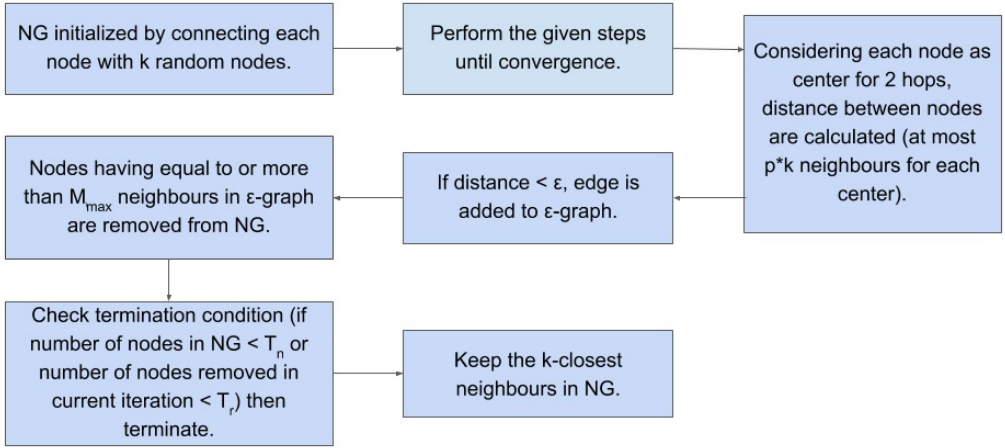 NG initialized by connecting each
node with k random nodes.
Perform the given steps
until convergence.
Considering each node as
center for 2 hops,
distance between nodes
are calculated (at most
p*k neighbours for each
center).
If distance < ε, edge is
added to ε-graph.
Nodes having equal to or more
than Mmax neighbours in ε-graph
are removed from NG.
Check termination condition (if
number of nodes in NG < Tn or
number of nodes removed in
current iteration < Tr) then
terminate.
Keep the k-closest
neighbours in NG.